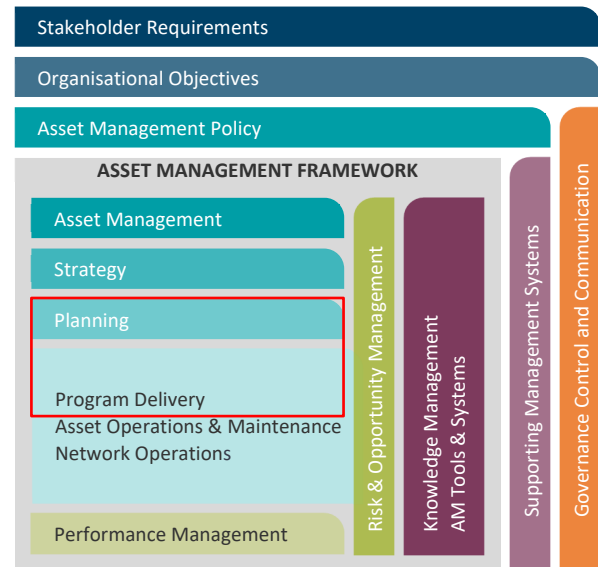 Stakeholder Requirements
Organisational Objectives
Asset Management Policy
ASSET MANAGEMENT FRAMEWORK
Asset Management
Strategy
Planning
Program Delivery
Asset Operations & Maintenance
Network Operations
Performance Management
Risk & Opportunity Management
Knowledge Management
AM Tools & Systems
Supporting Management Systems
Governance Control and Communication